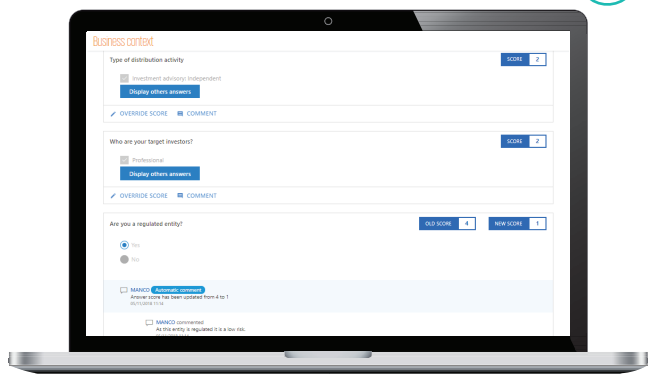 Business context
Type of distribution activity
SCORE 2
Investment advisory: Independent
Display others answers
OVERRIDE SCORE COMMENT
Who are your target investors?
SCORE 2
Professional
Display others answers
OVERRIDE SCORE COMMENT
Are you a regulated entity?
OLD SCORE 4 NEW SCORE 1
Yes
No
MANCO Automatic comment
Answer score has been updated from 4 to 1
MANCO commented
As this entity is regulated it is a low risk.